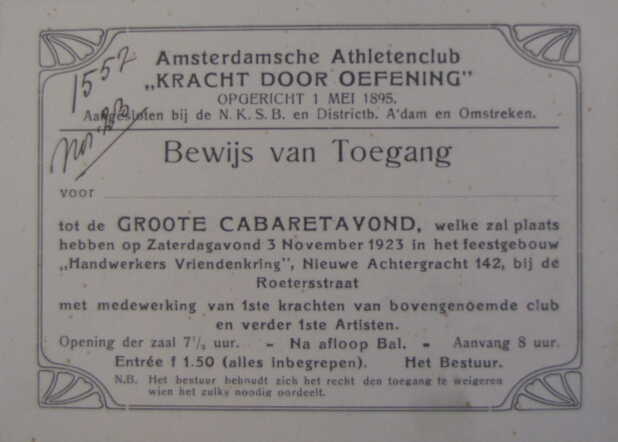 1557
Amsterdamsche Athletenclub
„KRACHT DOOR OEFENING”
OPGERICHT 1 MEI 1895.
Aangesloten bij de N. K. S. B. en Districtb. A'dam en Omstreken.
Bewijs van Toegang
voor
tot de GROOTE CABARETAVOND, welke zal plaats
hebben op Zaterdagavond 3 November 1923 in het feestgebouw
„Handwerkers Vriendenkring”, Nieuwe Achtergracht 142, bij de
Roetersstraat
met medewerking van 1ste krachten van bovengenoemde club
en verder 1ste Artisten.
Opening der zaal 7½ uur. - Na afloop Bal. - Aanvang 8 uur.
Entrée f 1.50 (alles inbegrepen). Het Bestuur.
N.B. Het bestuur behoudt zich het recht den toegang te weigeren
wien het zulks noodig oordeelt.